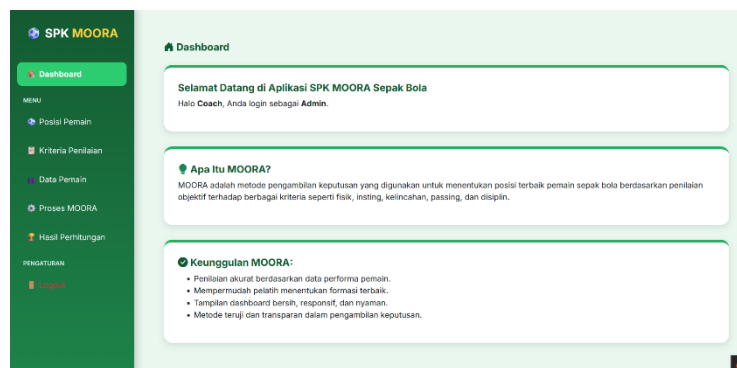 SPK MOORA
Dashboard
MENU
Posisi Pemain
Kriteria Penilaian
Data Pemain
Proses MOORA
Hasil Perhitungan
PENGATURAN
Logout
Dashboard
Selamat Datang di Aplikasi SPK MOORA Sepak Bola
Halo Coach, Anda login sebagai Admin.
Apa Itu MOORA?
MOORA adalah metode pengambilan keputusan yang digunakan untuk menentukan posisi terbaik pemain sepak bola berdasarkan penilaian
objektif terhadap berbagai kriteria seperti fisik, insting, kelincahan, passing, dan disiplin.
Keunggulan MOORA:
• Penilaian akurat berdasarkan data performa pemain.
• Mempermudah pelatih menentukan formasi terbaik.
• Tampilan dashboard bersih, responsif, dan nyaman.
• Metode teruji dan transparan dalam pengambilan keputusan.